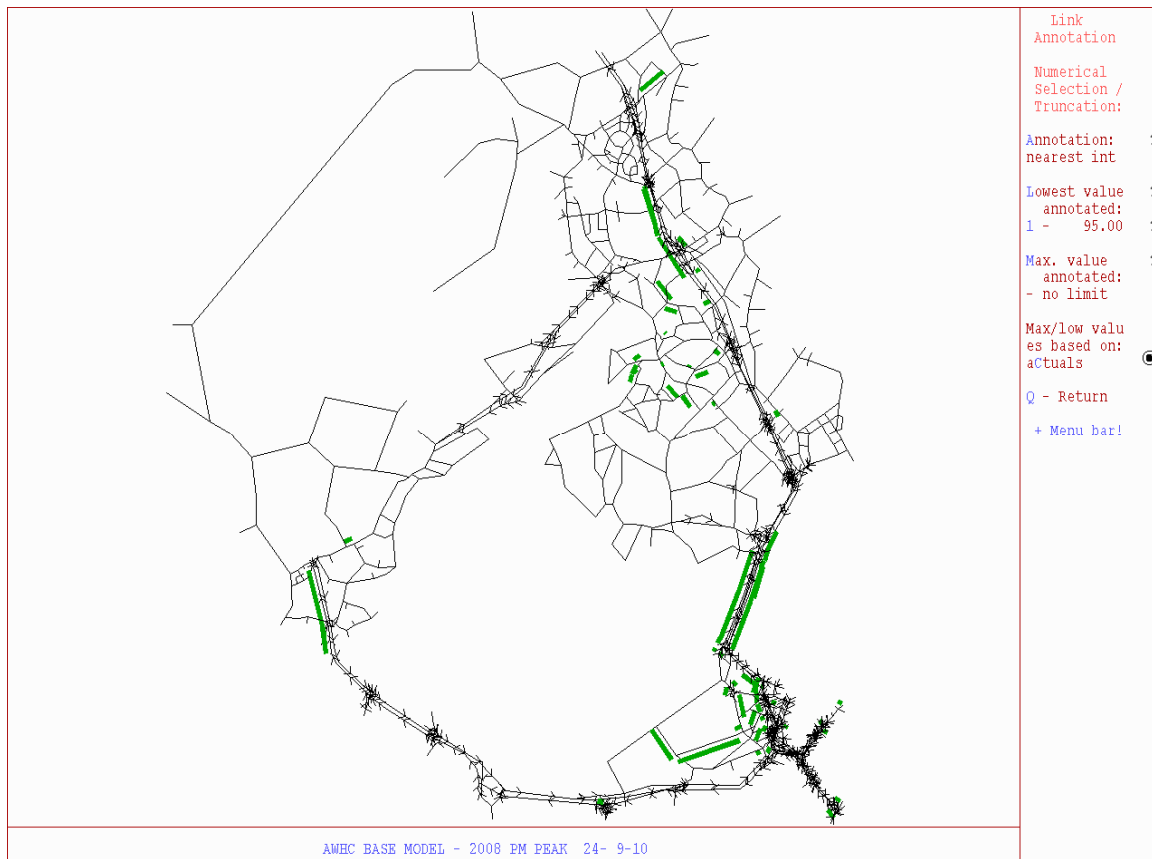 Link
Annotation
Numerical
Selection /
Truncation:
Annotation: ?
nearest int
Lowest value ?
annotated:
1 - 95.00 ?
Max. value ?
annotated:
- no limit
Max/low valu
es based on:
aCtuals
Q - Return
+ Menu bar!
AWHC BASE MODEL - 2008 PM PEAK 24- 9-10